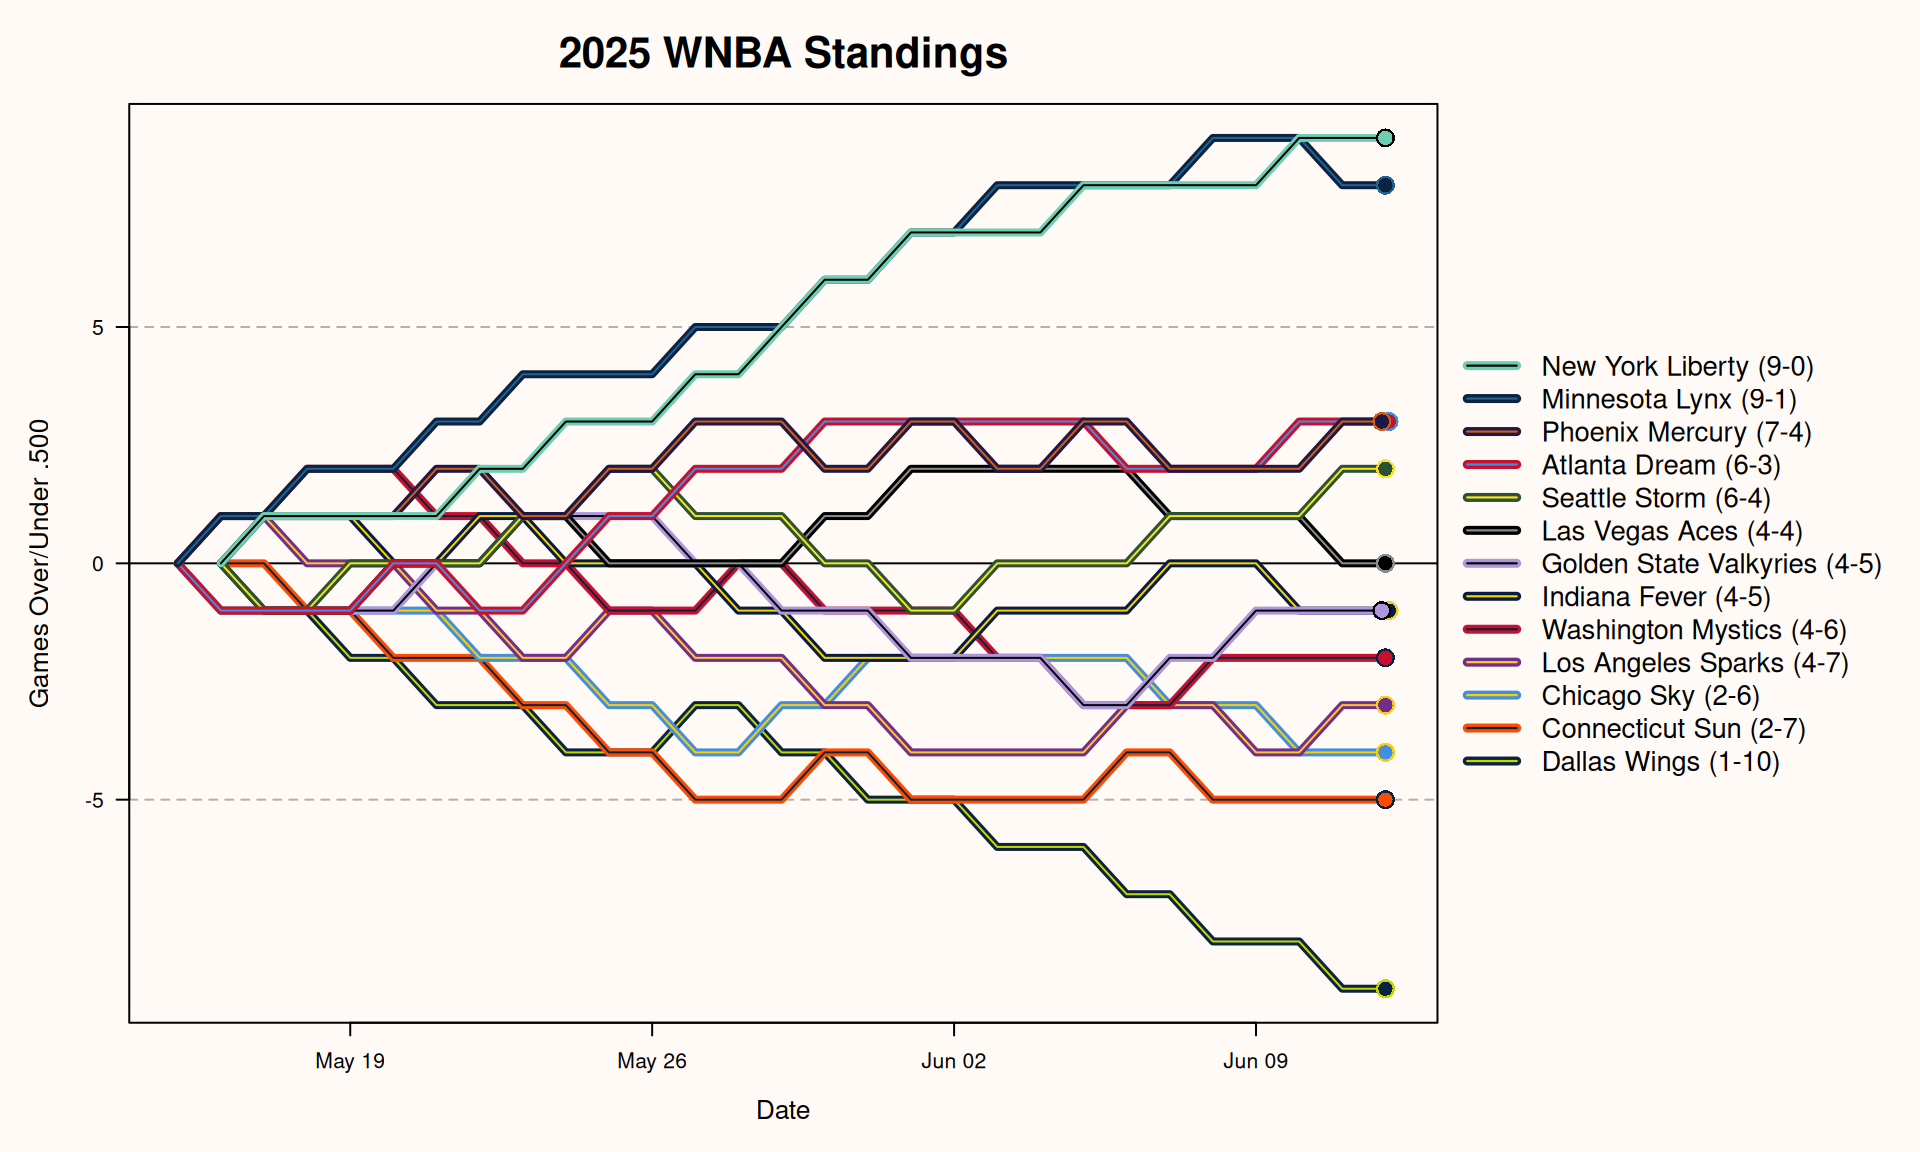 2025 WNBA Standings
Games Over/Under .500
5
0
-5
May 19
May 26
Jun 02
Jun 09
Date
New York Liberty (9-0)
Minnesota Lynx (9-1)
Phoenix Mercury (7-4)
Atlanta Dream (6-3)
Seattle Storm (6-4)
Las Vegas Aces (4-4)
Golden State Valkyries (4-5)
Indiana Fever (4-5)
Washington Mystics (4-6)
Los Angeles Sparks (4-7)
Chicago Sky (2-6)
Connecticut Sun (2-7)
Dallas Wings (1-10)